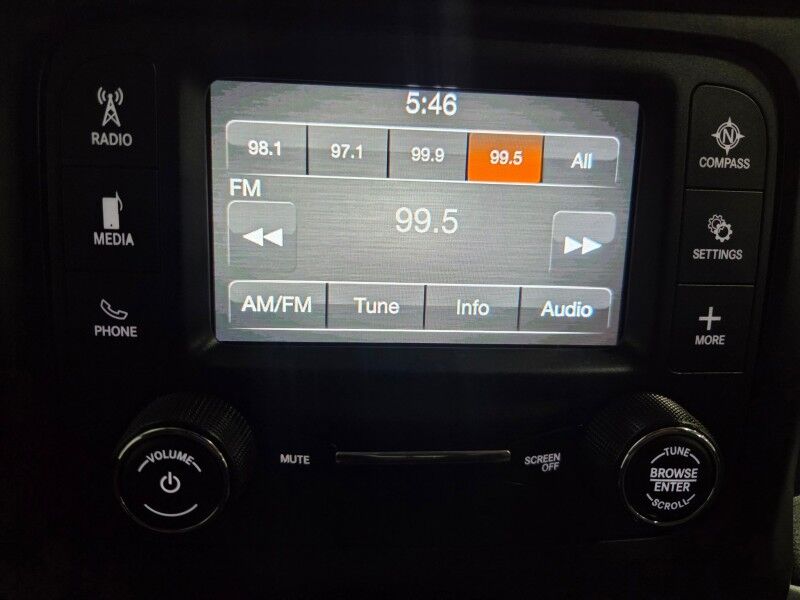 5:46
98.1 97.1 99.9 99.5 All
FM
99.5
AM/FM Tune Info Audio
RADIO
MEDIA
PHONE
N
COMPASS
SETTINGS
MORE
VOLUME
MUTE
SCREEN
OFF
TUNE
BROWSE
ENTER
SCROLL